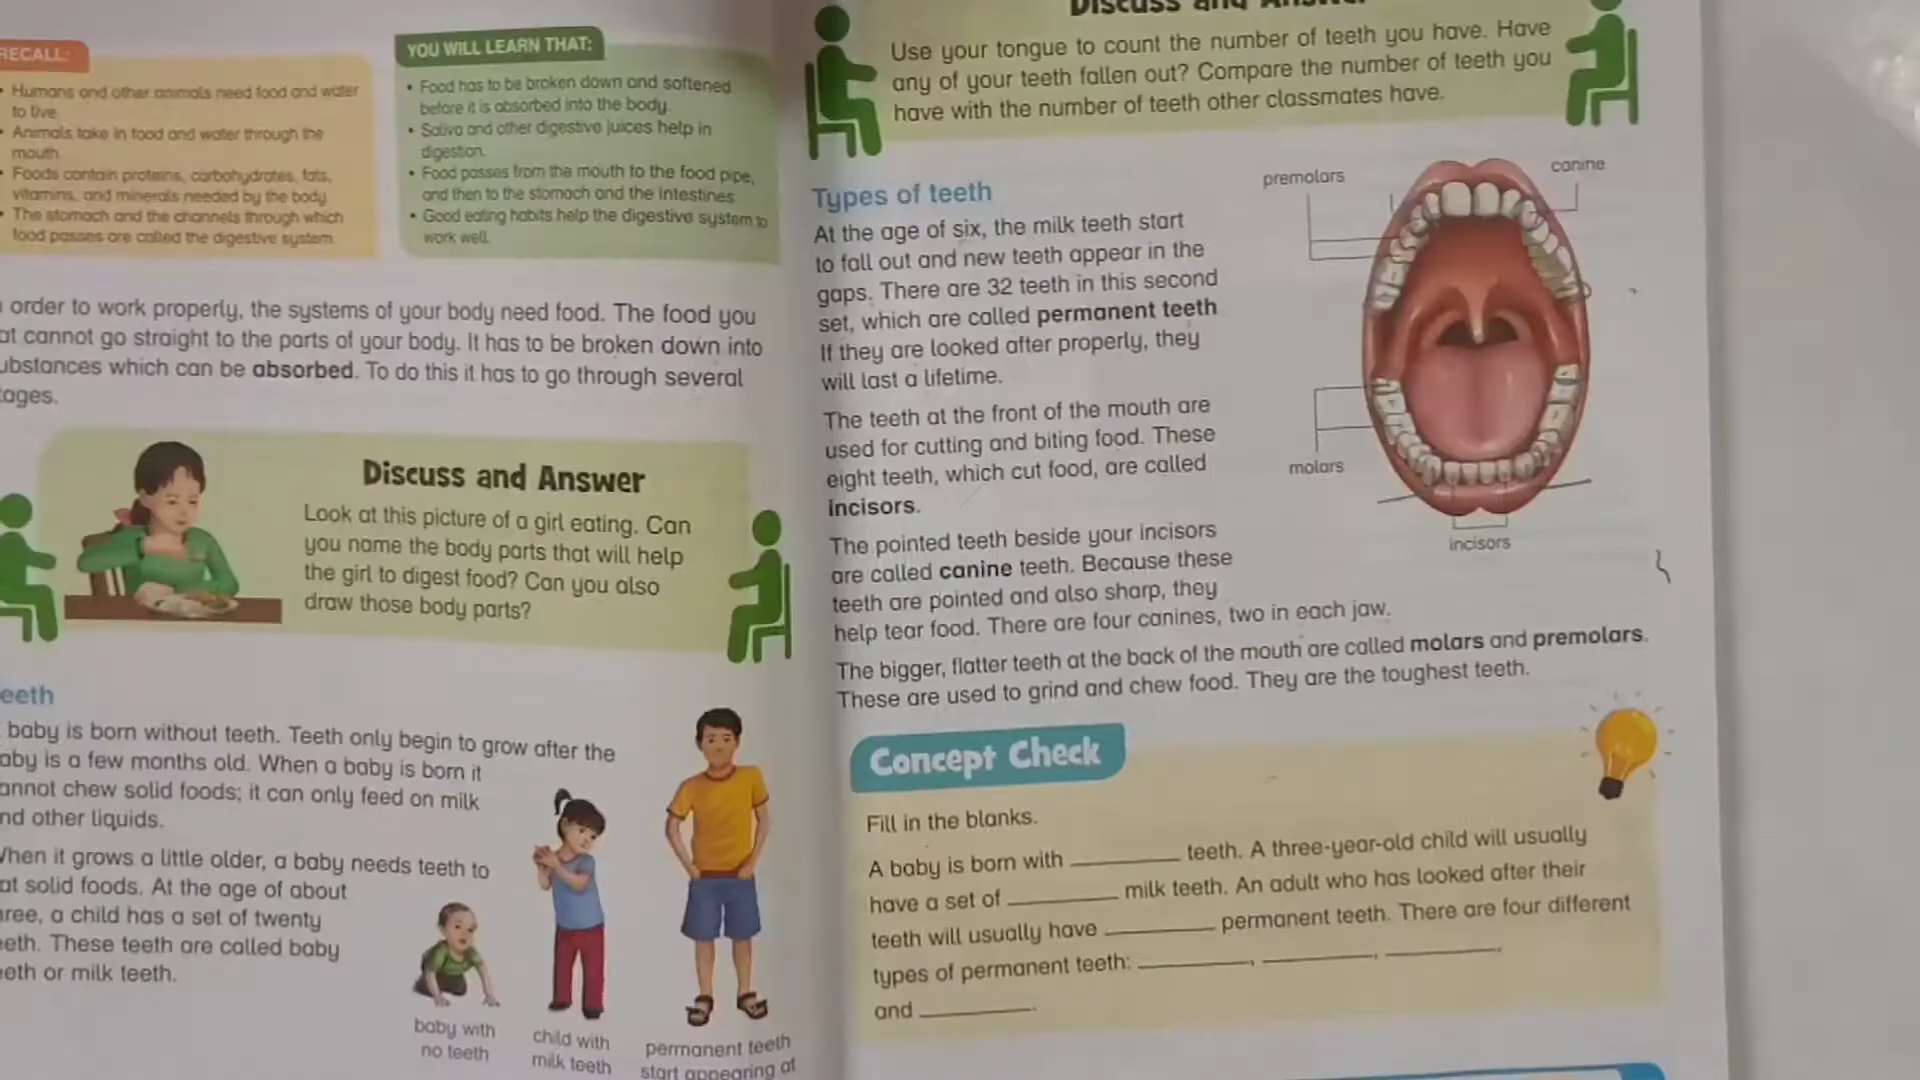 RECALL:
• Humans and other animals need food and water
to live.
• Animals take in food and water through the
mouth.
• Foods contain proteins, carbohydrates, fats,
vitamins, and minerals needed by the body.
• The stomach and the channels through which
food passes are called the digestive system.
YOU WILL LEARN THAT:
• Food has to be broken down and softened
before it is absorbed into the body.
• Saliva and other digestive juices help in
digestion.
• Food passes from the mouth to the food pipe,
and then to the stomach and the intestines.
• Good eating habits help the digestive system to
work well.
order to work properly, the systems of your body need food. The food you
at cannot go straight to the parts of your body. It has to be broken down into
ubstances which can be absorbed. To do this it has to go through several
tages.
Discuss and Answer
Look at this picture of a girl eating. Can
you name the body parts that will help
the girl to digest food? Can you also
draw those body parts?
eeth
baby is born without teeth. Teeth only begin to grow after the
aby is a few months old. When a baby is born it
annot chew solid foods; it can only feed on milk
nd other liquids.
When it grows a little older, a baby needs teeth to
at solid foods. At the age of about
ree, a child has a set of twenty
eeth. These teeth are called baby
eeth or milk teeth.
baby with
no teeth
child with
milk teeth
permanent teeth
start appearing at
Discuss and Answer
Use your tongue to count the number of teeth you have. Have
any of your teeth fallen out? Compare the number of teeth you
have with the number of teeth other classmates have.
Types of teeth
At the age of six, the milk teeth start
to fall out and new teeth appear in the
gaps. There are 32 teeth in this second
set, which are called permanent teeth
If they are looked after properly, they
will last a lifetime.
The teeth at the front of the mouth are
used for cutting and biting food. These
eight teeth, which cut food, are called
incisors.
The pointed teeth beside your incisors
are called canine teeth. Because these
teeth are pointed and also sharp, they
help tear food. There are four canines, two in each jaw.
The bigger, flatter teeth at the back of the mouth are called molars and premolars.
These are used to grind and chew food. They are the toughest teeth.
premolars
canine
molars
incisors
Concept Check
Fill in the blanks.
A baby is born with __________ teeth. A three-year-old child will usually
have a set of __________ milk teeth. An adult who has looked after their
teeth will usually have __________ permanent teeth. There are four different
types of permanent teeth: __________, __________, __________,
and __________.